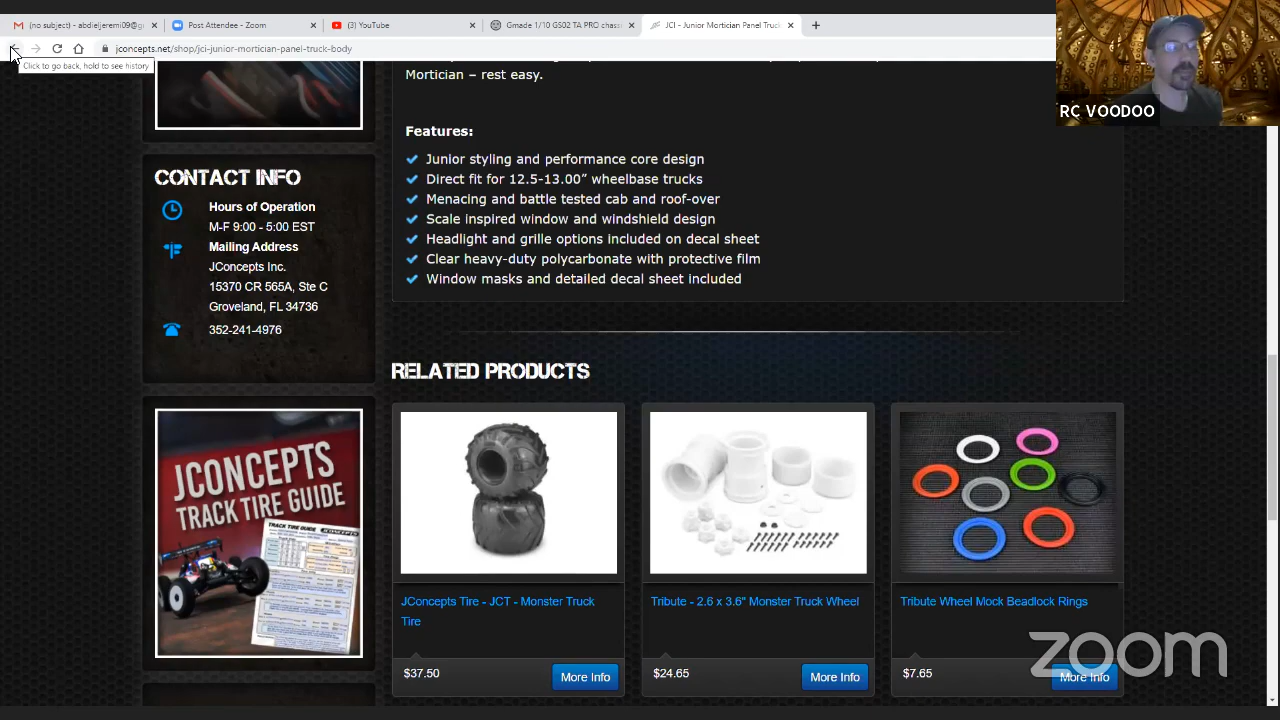 (no subject) - abdieljeremi09@g
Post Attendee - Zoom
(3) YouTube
Gmade 1/10 GS02 TA PRO chass
JCI - Junior Mortician Panel Truck
jconcepts.net/shop/jci-junior-mortician-panel-truck-body
Click to go back, hold to see history
RC VOODOO
Mortician – rest easy.
Features:
Junior styling and performance core design
Direct fit for 12.5-13.00” wheelbase trucks
Menacing and battle tested cab and roof-over
Scale inspired window and windshield design
Headlight and grille options included on decal sheet
Clear heavy-duty polycarbonate with protective film
Window masks and detailed decal sheet included
CONTACT INFO
Hours of Operation
M-F 9:00 - 5:00 EST
Mailing Address
JConcepts Inc.
15370 CR 565A, Ste C
Groveland, FL 34736
352-241-4976
JCONCEPTS
TRACK TIRE GUIDE
RELATED PRODUCTS
JConcepts Tire - JCT - Monster Truck
Tire
$37.50
More Info
Tribute - 2.6 x 3.6" Monster Truck Wheel
$24.65
More Info
Tribute Wheel Mock Beadlock Rings
$7.65
More Info
zoom